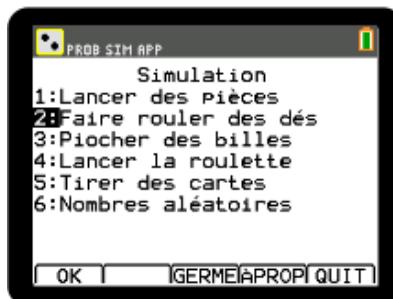 PROB SIM APP
Simulation
1:Lancer des pièces
2:Faire rouler des dés
3:Piocher des billes
4:Lancer la roulette
5:Tirer des cartes
6:Nombres aléatoires
OK GERME APROP QUIT